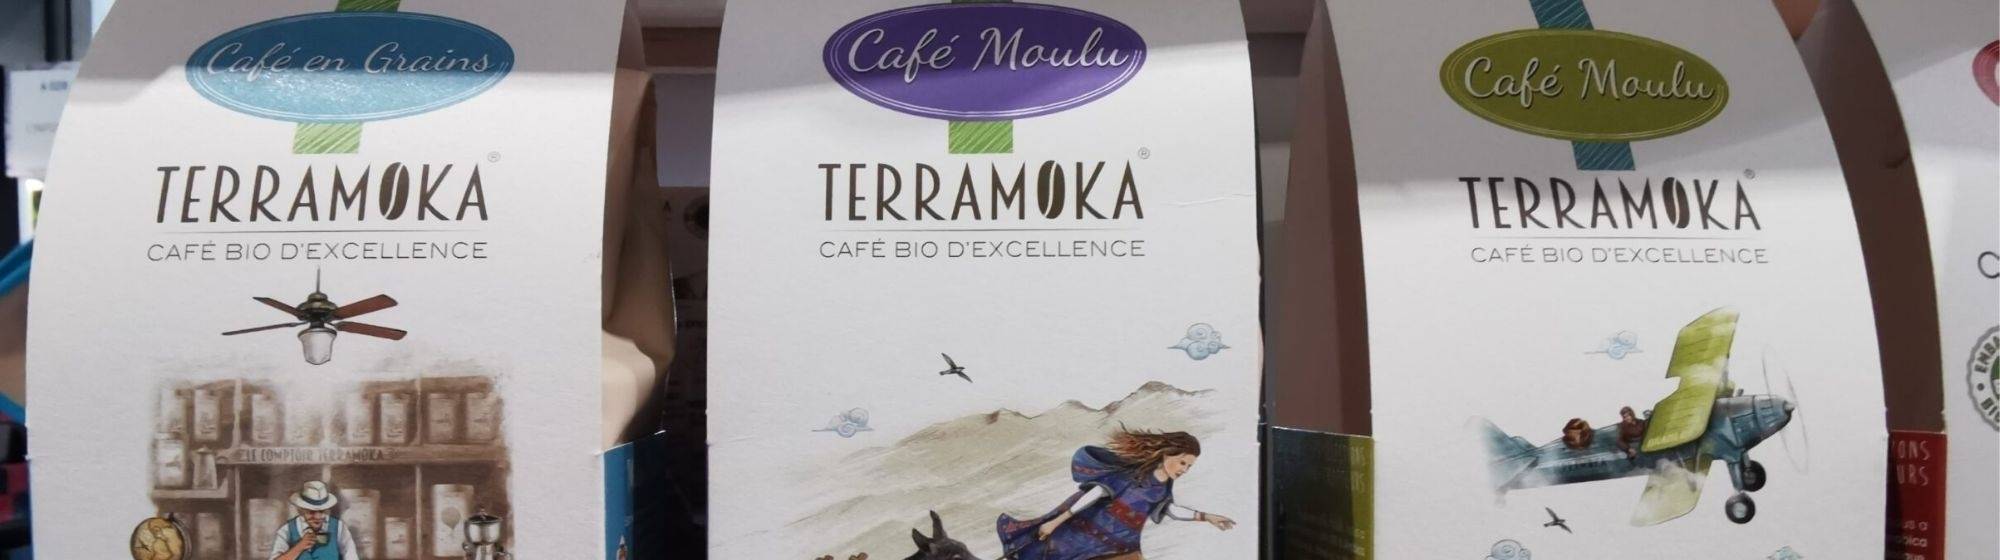 Café en Grains
TERRAMOKA®
CAFÉ BIO D'EXCELLENCE
LE COMPTOIR TERRAMOKA
Café Moulu
TERRAMOKA®
CAFÉ BIO D'EXCELLENCE
Café Moulu
TERRAMOKA®
CAFÉ BIO D'EXCELLENCE